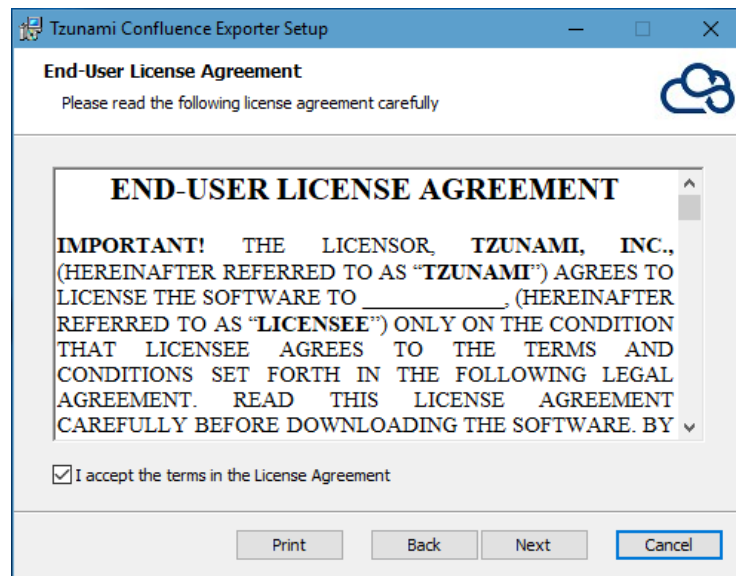 Tzunami Confluence Exporter Setup
End-User License Agreement
Please read the following license agreement carefully
END-USER LICENSE AGREEMENT
IMPORTANT! THE LICENSOR, TZUNAMI, INC.,
(HEREINAFTER REFERRED TO AS “TZUNAMI”) AGREES TO
LICENSE THE SOFTWARE TO ____________, (HEREINAFTER
REFERRED TO AS “LICENSEE”) ONLY ON THE CONDITION
THAT LICENSEE AGREES TO THE TERMS AND
CONDITIONS SET FORTH IN THE FOLLOWING LEGAL
AGREEMENT. READ THIS LICENSE AGREEMENT
CAREFULLY BEFORE DOWNLOADING THE SOFTWARE. BY
I accept the terms in the License Agreement
Print Back Next Cancel